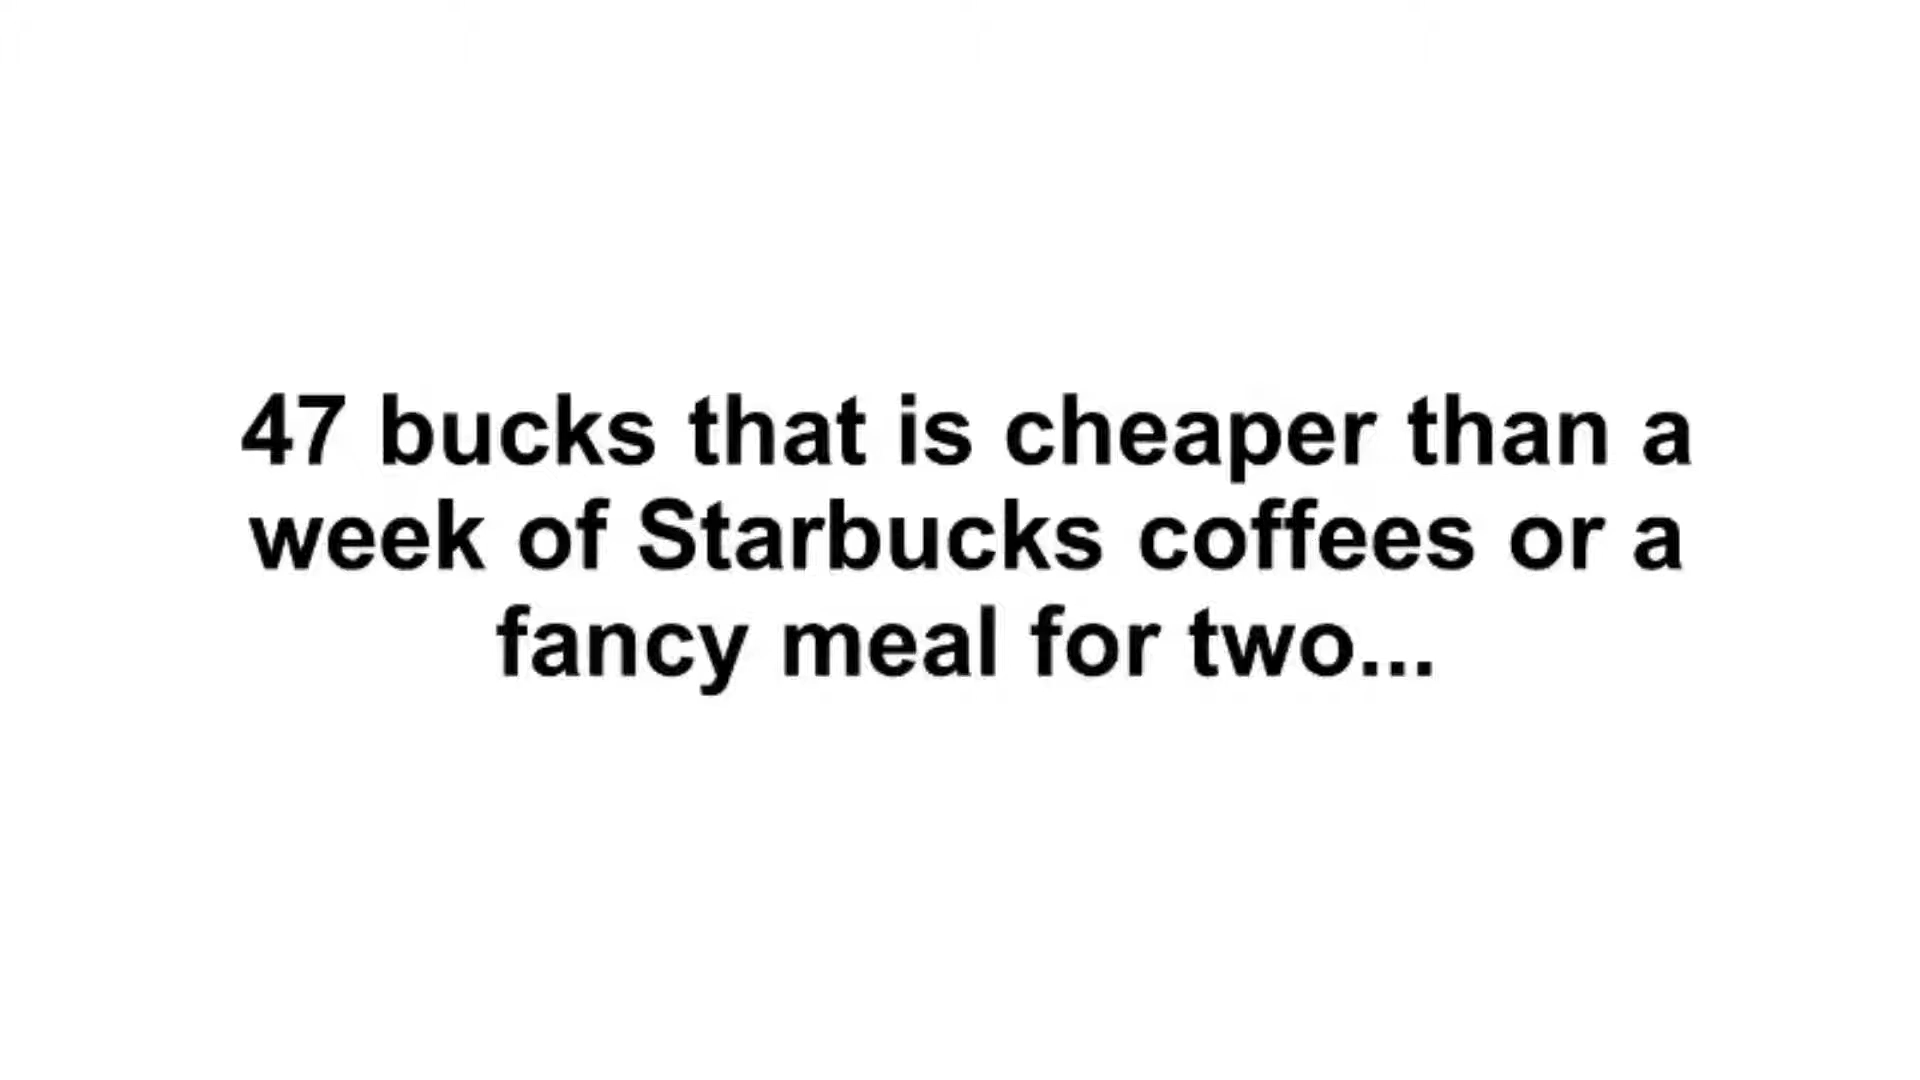 47 bucks that is cheaper than a
week of Starbucks coffees or a
fancy meal for two...